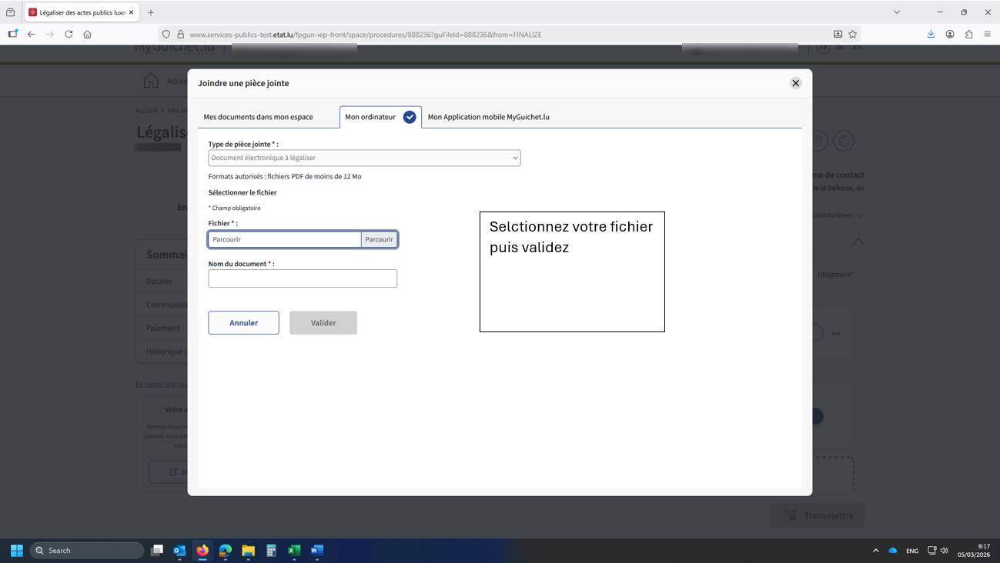 Légaliser des actes publics luxe
www.services-publics-test.etat.lu/fpgun-iep-front/space/procedures/888236?guFileId=888236&from=FINALIZE
MyGuichet.lu
FR DE EN
Accue
Accueil > Mes d
Légalis
Joindre une pièce jointe
Mes documents dans mon espace
Mon ordinateur
Mon Application mobile MyGuichet.lu
Type de pièce jointe * :
Document électronique à légaliser
Formats autorisés : fichiers PDF de moins de 12 Mo
Sélectionner le fichier
* Champ obligatoire
Fichier * :
Parcourir Parcourir
Nom du document * :
Annuler Valider
Selctionnez votre fichier
puis validez
me de contact
de la Défense, de
coordonnées
Obligatoire*
En
Sommai
Dossier
Communica
Paiement
Historique
En savoir plus su
Votre a
Donnez-nous v
pouvez nous lai
nous
Je
Transmettre
Search
ENG
9:17
05/03/2026